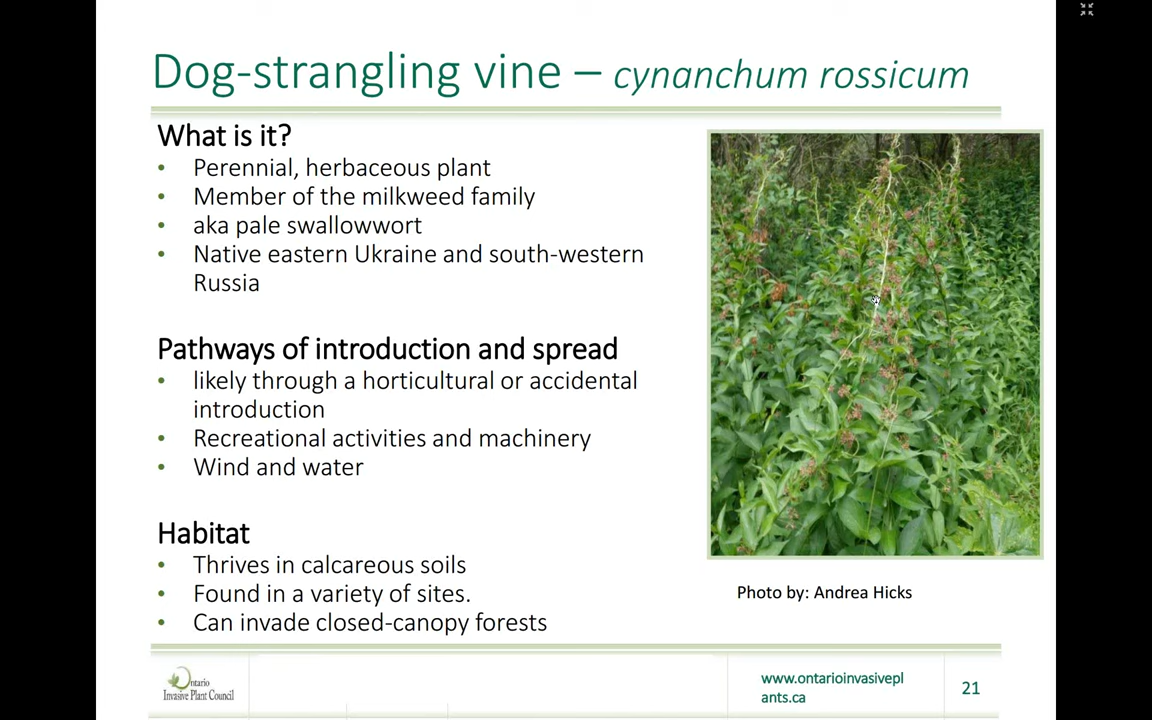 Dog-strangling vine – cynanchum rossicum
What is it?
• Perennial, herbaceous plant
• Member of the milkweed family
• aka pale swallowwort
• Native eastern Ukraine and south-western
Russia
Pathways of introduction and spread
• likely through a horticultural or accidental
introduction
• Recreational activities and machinery
• Wind and water
Habitat
• Thrives in calcareous soils
• Found in a variety of sites.
• Can invade closed-canopy forests
Photo by: Andrea Hicks
Ontario
Invasive Plant Council
www.ontarioinvasivepl
ants.ca
21